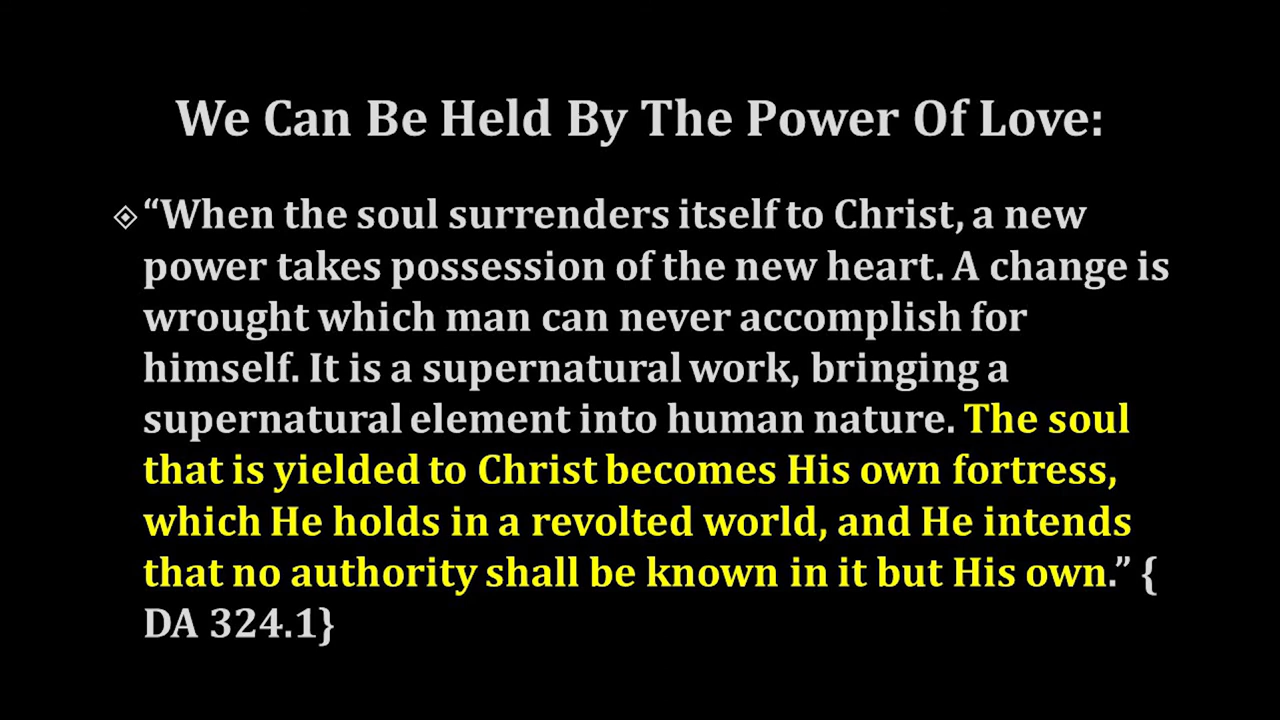 We Can Be Held By The Power Of Love:
“When the soul surrenders itself to Christ, a new
power takes possession of the new heart. A change is
wrought which man can never accomplish for
himself. It is a supernatural work, bringing a
supernatural element into human nature. The soul
that is yielded to Christ becomes His own fortress,
which He holds in a revolted world, and He intends
that no authority shall be known in it but His own.” {
DA 324.1}